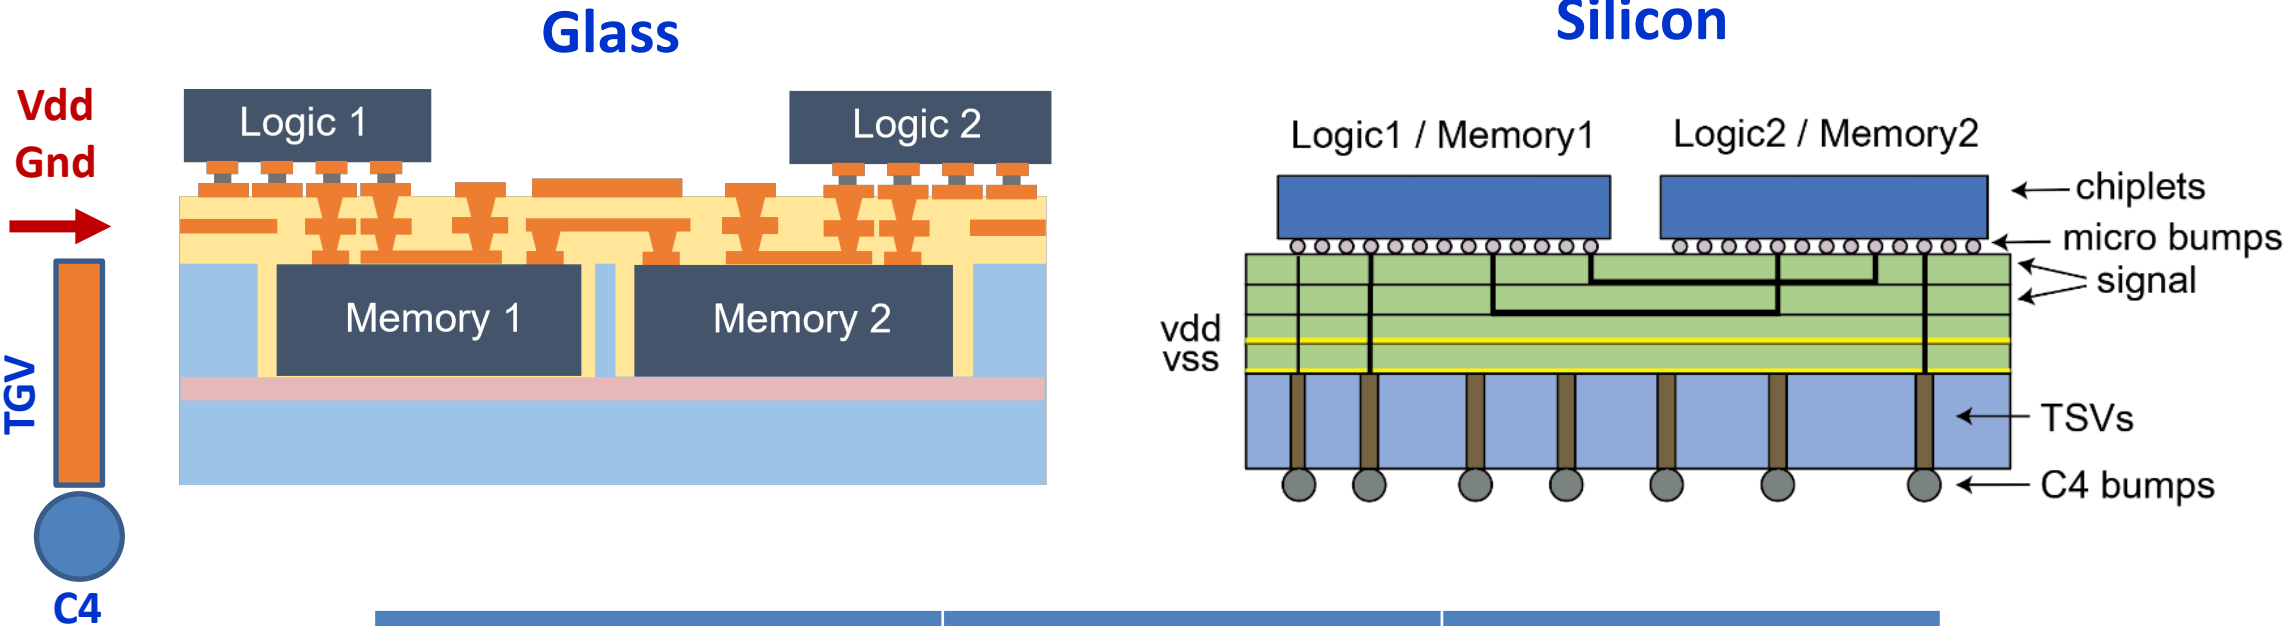 Glass
Silicon
Vdd
Gnd
Logic 1
Logic 2
Memory 1
Memory 2
TGV
C4
Logic1 / Memory1
Logic2 / Memory2
chiplets
micro bumps
signal
vdd
vss
TSVs
C4 bumps